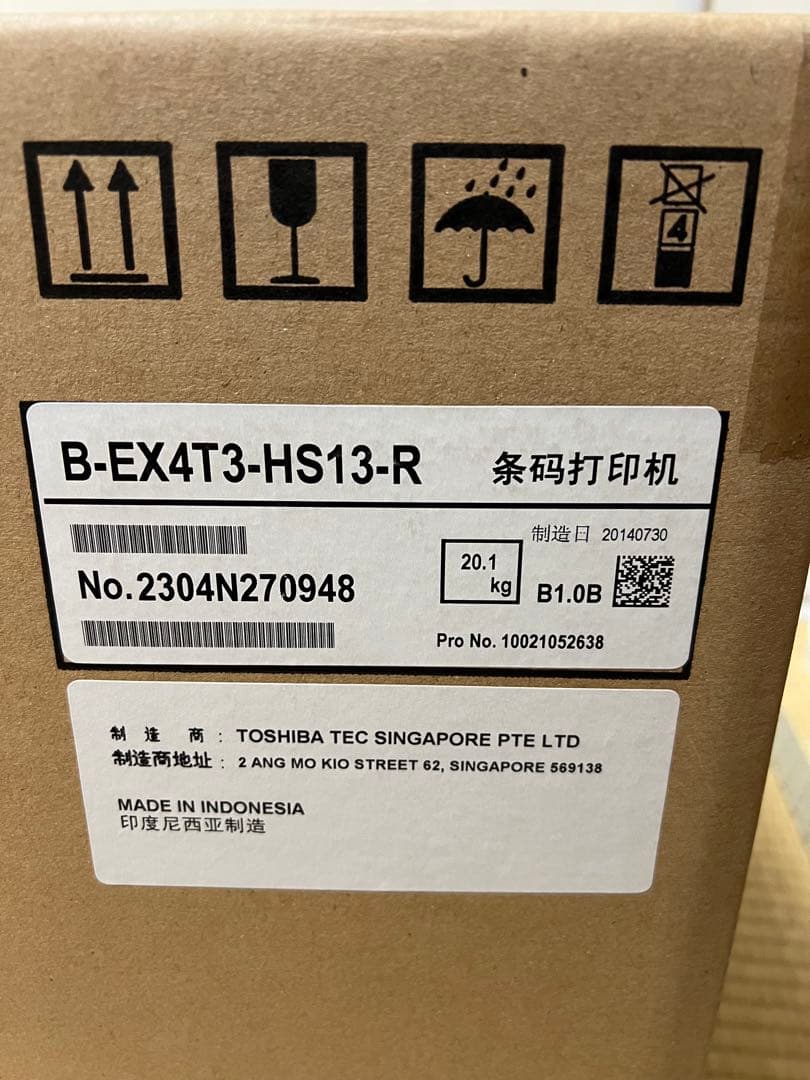 4
B-EX4T3-HS13-R 条码打印机
制造日 20140730
20.1 kg
No.2304N270948
B1.0B
Pro No. 10021052638
制 造 商 : TOSHIBA TEC SINGAPORE PTE LTD
制造商地址 : 2 ANG MO KIO STREET 62, SINGAPORE 569138
MADE IN INDONESIA
印度尼西亚制造